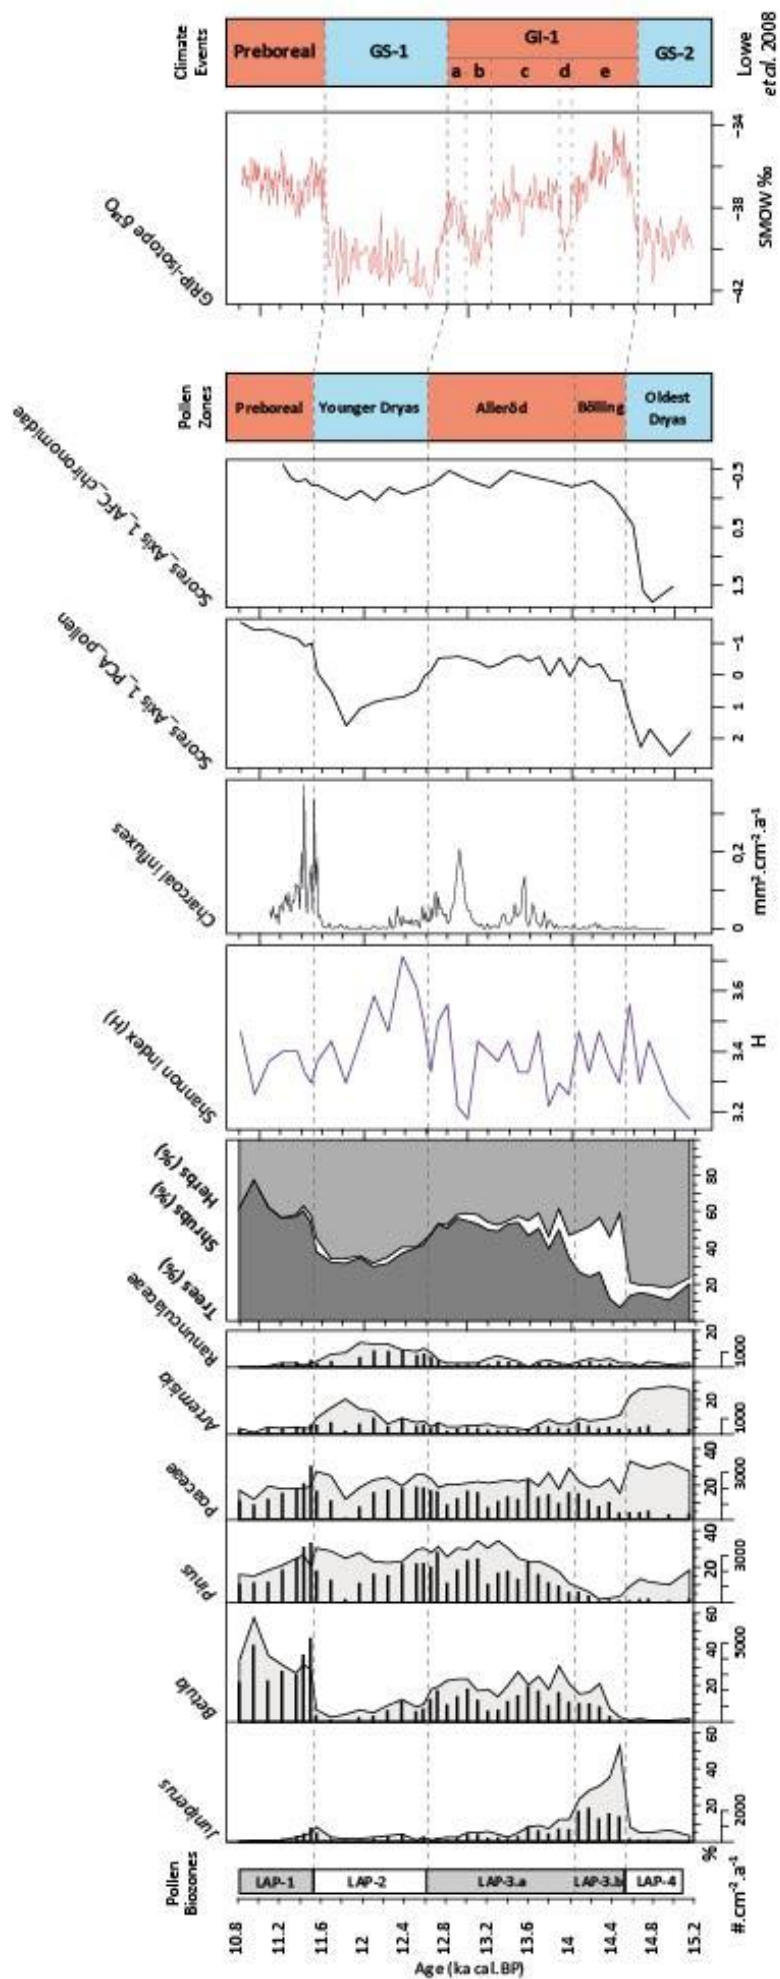 Pollen
Biozones
Juniperus
Betula
Pinus
Poaceae
Artemisia
Ranunculaceae
Trees (%)
Shrubs (%)
Herbs (%)
Shannon Index (H)
Charcoal Influxes
Scores_Axis 1_PCA_pollen
Scores_Axis 1_AFC_chironomidae
Pollen
Zones
GRIP-isotope δ¹⁸O
Climate
Events
Age (ka cal. BP)
10.8
11.2
11.6
12
12.4
12.8
13.2
13.6
14
14.4
14.8
15.2
LAP-1
LAP-2
LAP-3.a
LAP-3.b
LAP-4
Preboreal
Younger Dryas
Alleröd
Bölling
Oldest
Dryas
Preboreal
GS-1
GI-1
a
b
c
d
e
GS-2
% 20 40 60
20 40 60
20 40
20 40
20
20
20 40 60 80
3.2 3.4 3.6
0 0,2
2 1 0 −1
1.5 0.5 −0.5
−42 −38 −34
#.cm⁻².a⁻¹ 2000
5000
3000
3000
1000
1000
H
mm².cm⁻².a⁻¹
SMOW ‰
Lowe
et al. 2008